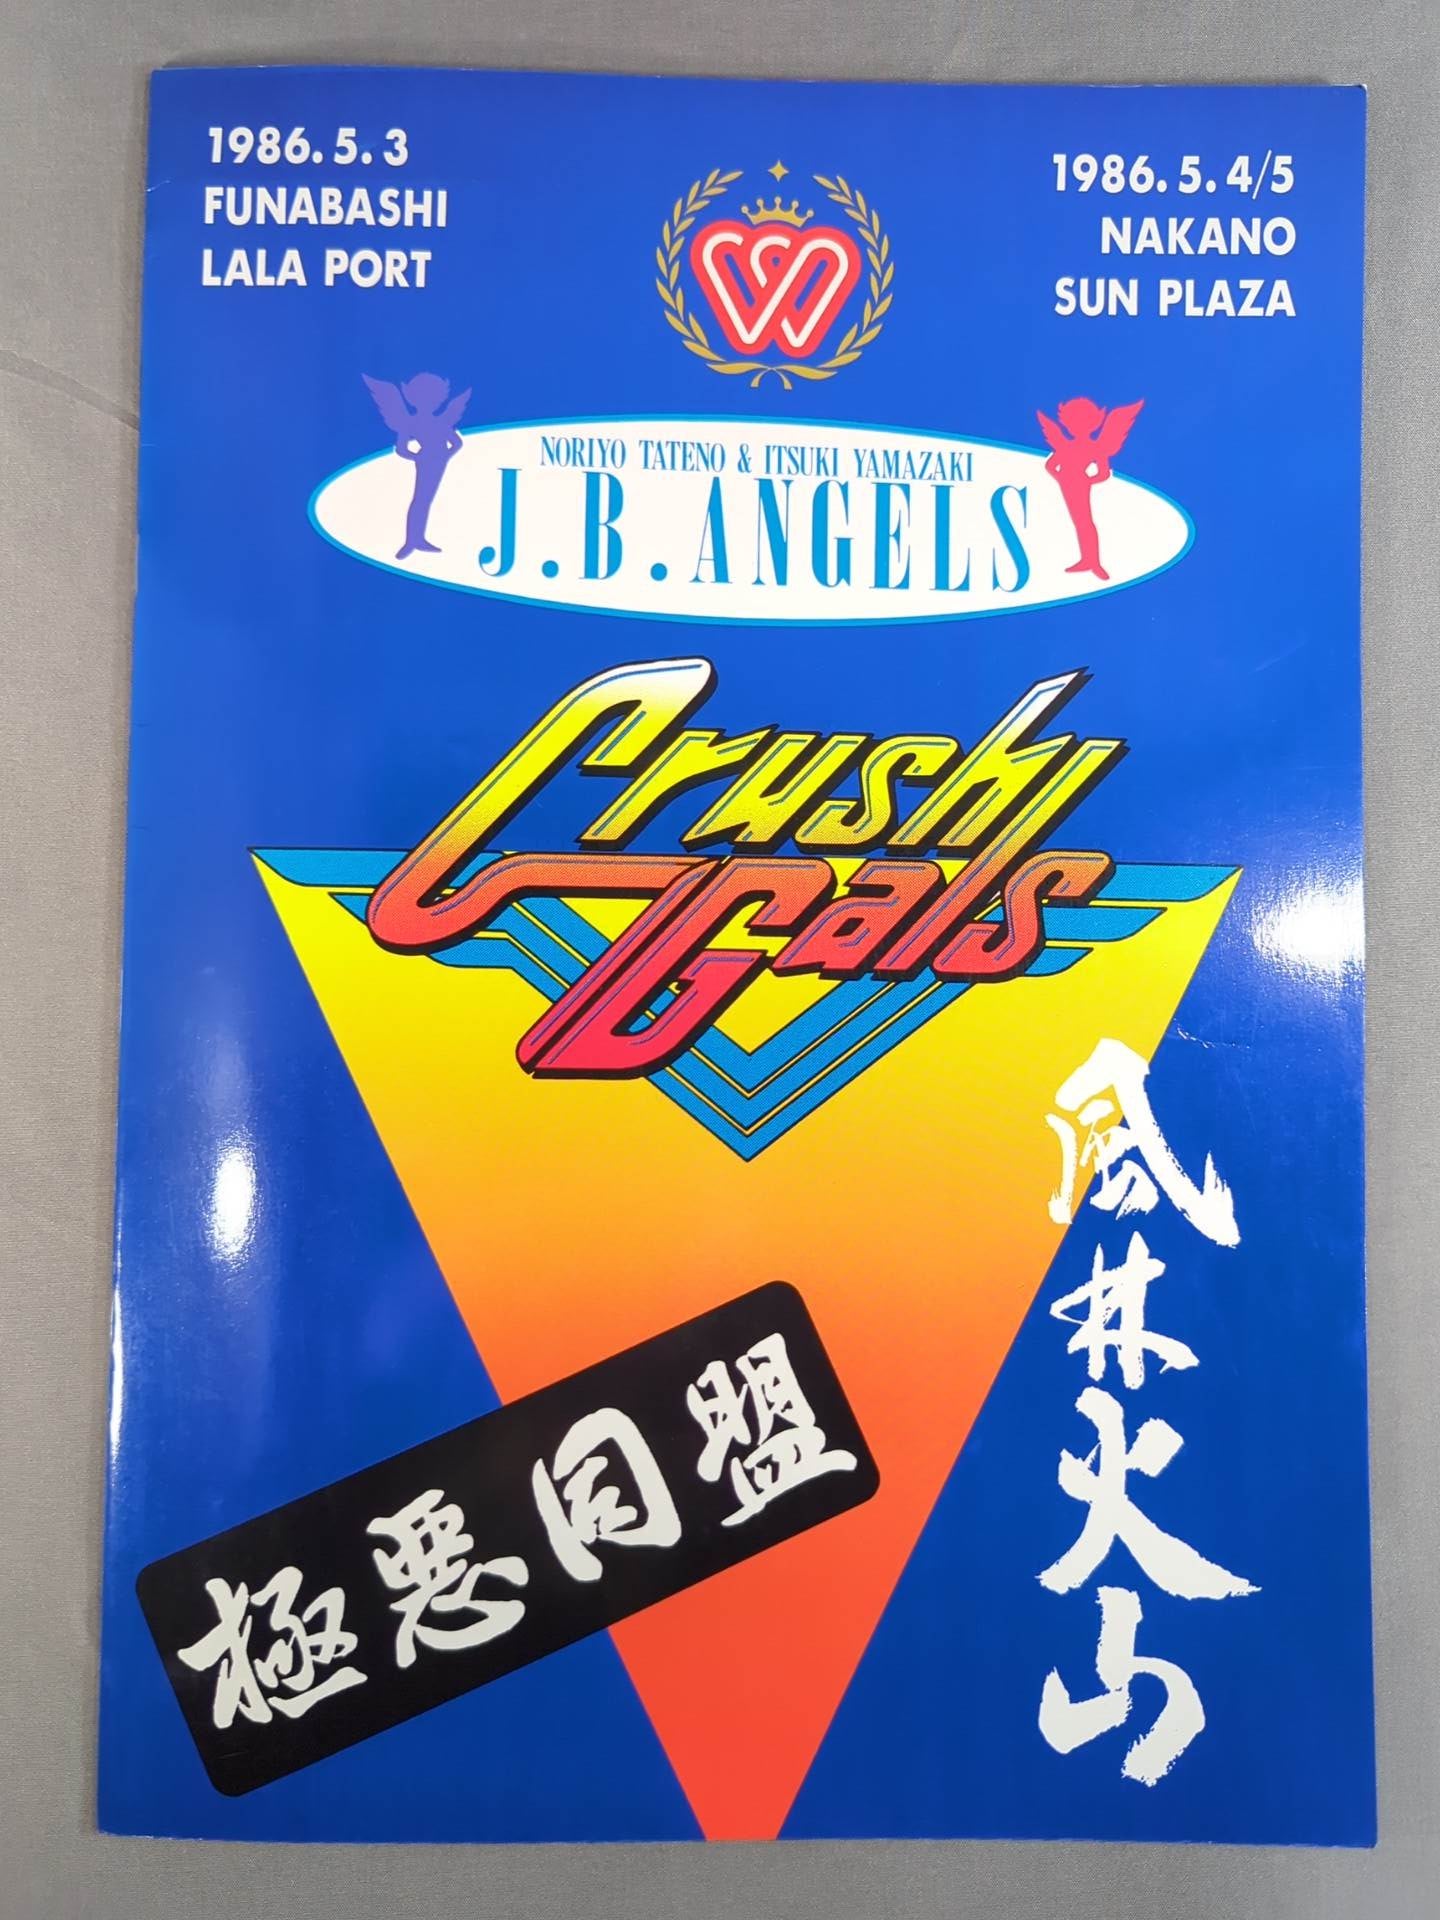 1986.5.3
FUNABASHI
LALA PORT
1986.5.4/5
NAKANO
SUN PLAZA
W
NORIYO TATENO & ITSUKI YAMAZAKI
J.B.ANGELS
Crush
Gals
風林火山
極悪同盟